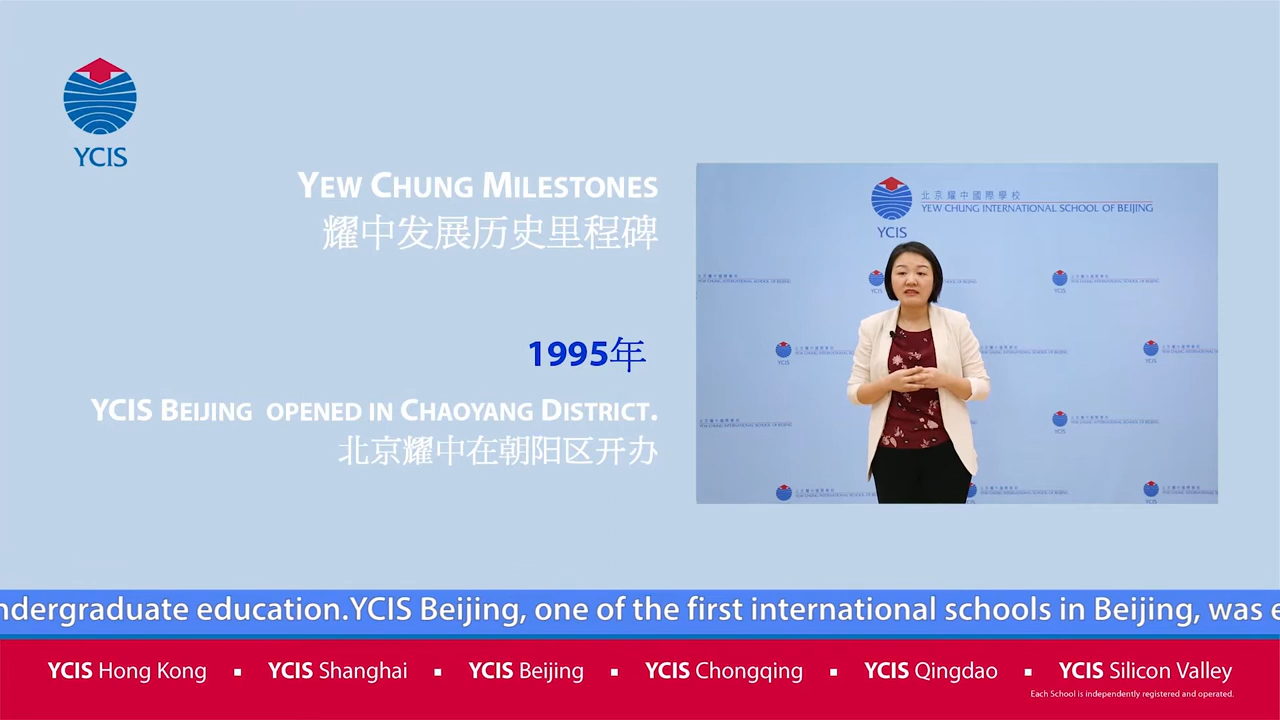 YCIS
YEW CHUNG MILESTONES
耀中发展历史里程碑
1995年
YCIS BEIJING OPENED IN CHAOYANG DISTRICT.
北京耀中在朝阳区开办
北京耀中國際學校
YEW CHUNG INTERNATIONAL SCHOOL OF BEIJING
YCIS
ndergraduate education.YCIS Beijing, one of the first international schools in Beijing, was e
YCIS Hong Kong ▪ YCIS Shanghai ▪ YCIS Beijing ▪ YCIS Chongqing ▪ YCIS Qingdao ▪ YCIS Silicon Valley
Each School is independently registered and operated.